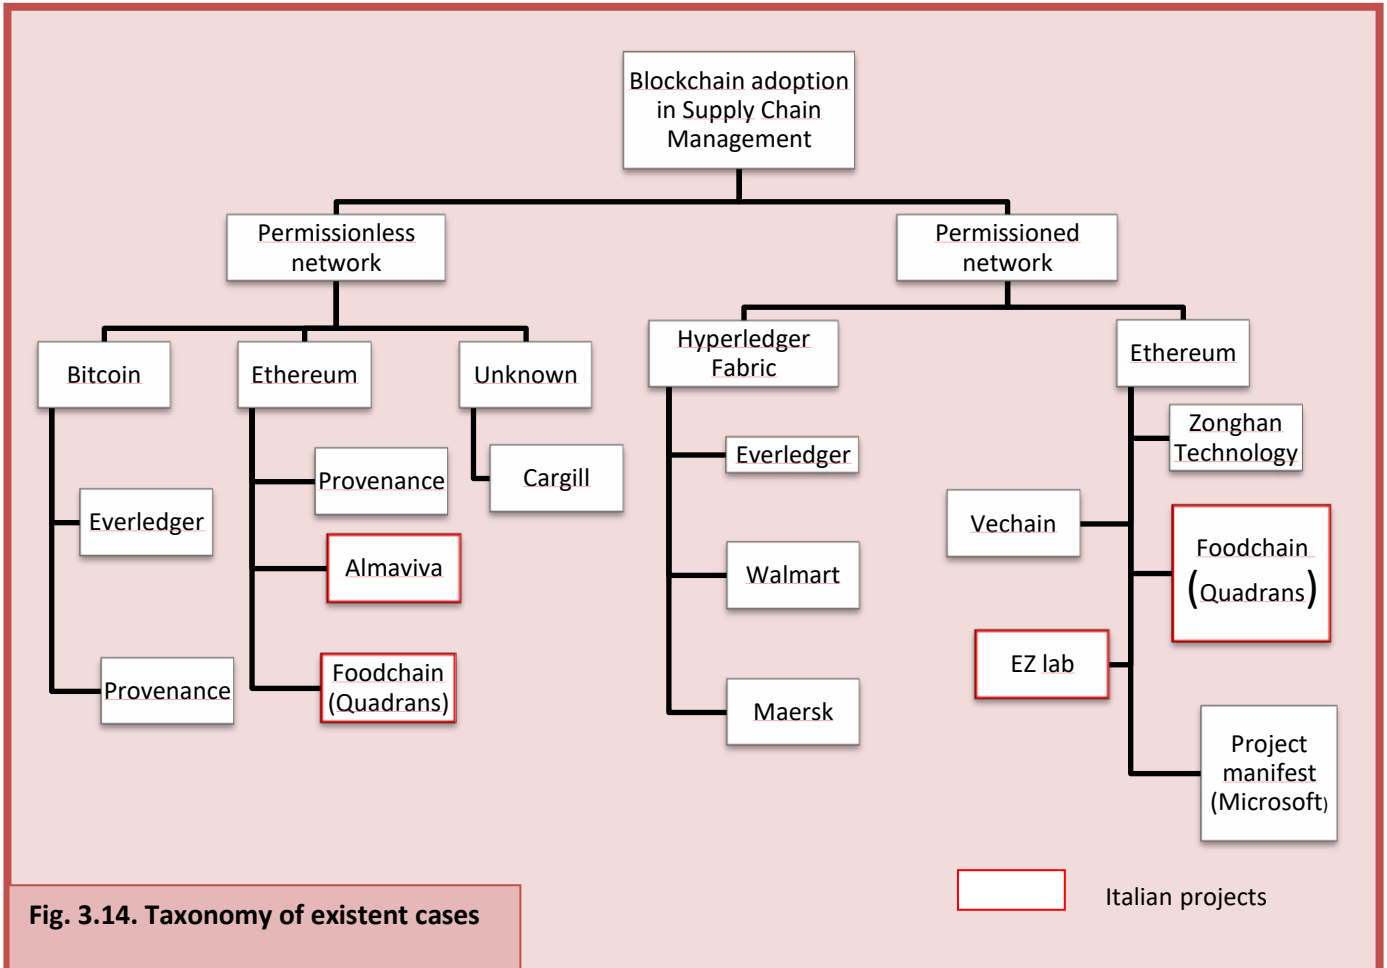 Blockchain adoption
in Supply Chain
Management
Permissionless
network
Permissioned
network
Bitcoin
Ethereum
Unknown
Hyperledger
Fabric
Ethereum
Everledger
Provenance
Provenance
Almaviva
Foodchain
(Quadrans)
Cargill
Everledger
Walmart
Maersk
Zonghan
Technology
Vechain
Foodchain
(Quadrans)
EZ lab
Project
manifest
(Microsoft)
Italian projects
Fig. 3.14. Taxonomy of existent cases